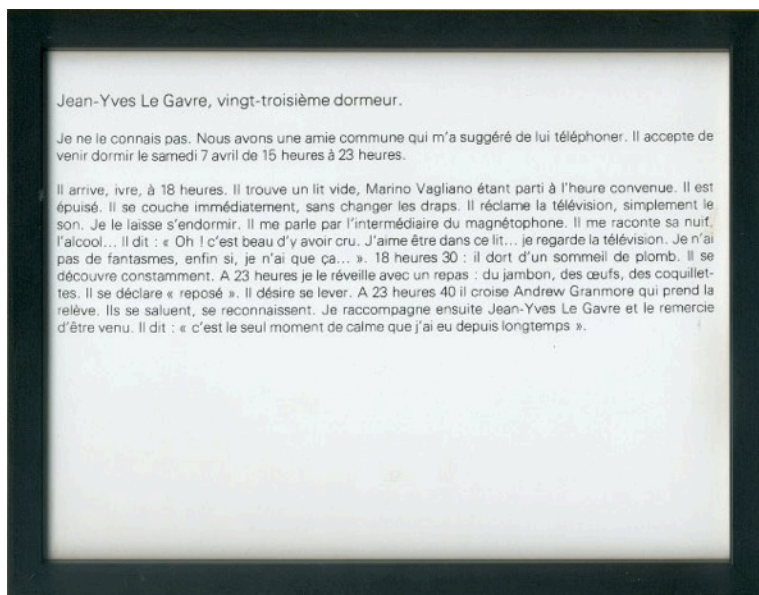 Jean-Yves Le Gavre, vingt-troisième dormeur.
Je ne le connais pas. Nous avons une amie commune qui m'a suggéré de lui téléphoner. Il accepte de
venir dormir le samedi 7 avril de 15 heures à 23 heures.
Il arrive, ivre, à 18 heures. Il trouve un lit vide, Marino Vagliano étant parti à l'heure convenue. Il est
épuisé. Il se couche immédiatement, sans changer les draps. Il réclame la télévision, simplement le
son. Je le laisse s'endormir. Il me parle par l'intermédiaire du magnétophone. Il me raconte sa nuit,
l'alcool... Il dit : « Oh ! c'est beau d'y avoir cru. J'aime être dans ce lit... je regarde la télévision. Je n'ai
pas de fantasmes, enfin si, je n'ai que ça... ». 18 heures 30 : il dort d'un sommeil de plomb. Il se
découvre constamment. A 23 heures je le réveille avec un repas : du jambon, des œufs, des coquillet-
tes. Il se déclare « reposé ». Il désire se lever. A 23 heures 40 il croise Andrew Granmore qui prend la
relève. Ils se saluent, se reconnaissent. Je raccompagne ensuite Jean-Yves Le Gavre et le remercie
d'être venu. Il dit : « c'est le seul moment de calme que j'ai eu depuis longtemps ».